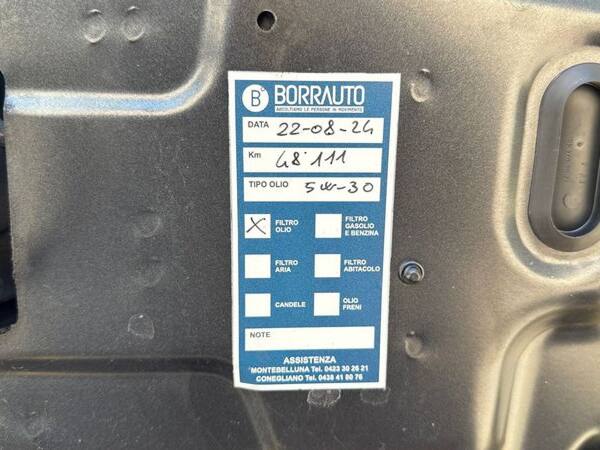 B
BORRAUTO
ASCOLTIAMO LE PERSONE IN MOVIMENTO
DATA 22-08-24
Km 48'111
TIPO OLIO 5W-30
X FILTRO OLIO
FILTRO GASOLIO E BENZINA
FILTRO ARIA
FILTRO ABITACOLO
CANDELE
OLIO FRENI
NOTE
ASSISTENZA
MONTEBELLUNA Tel. 0423 30 26 21
CONEGLIANO Tel. 0438 41 80 76